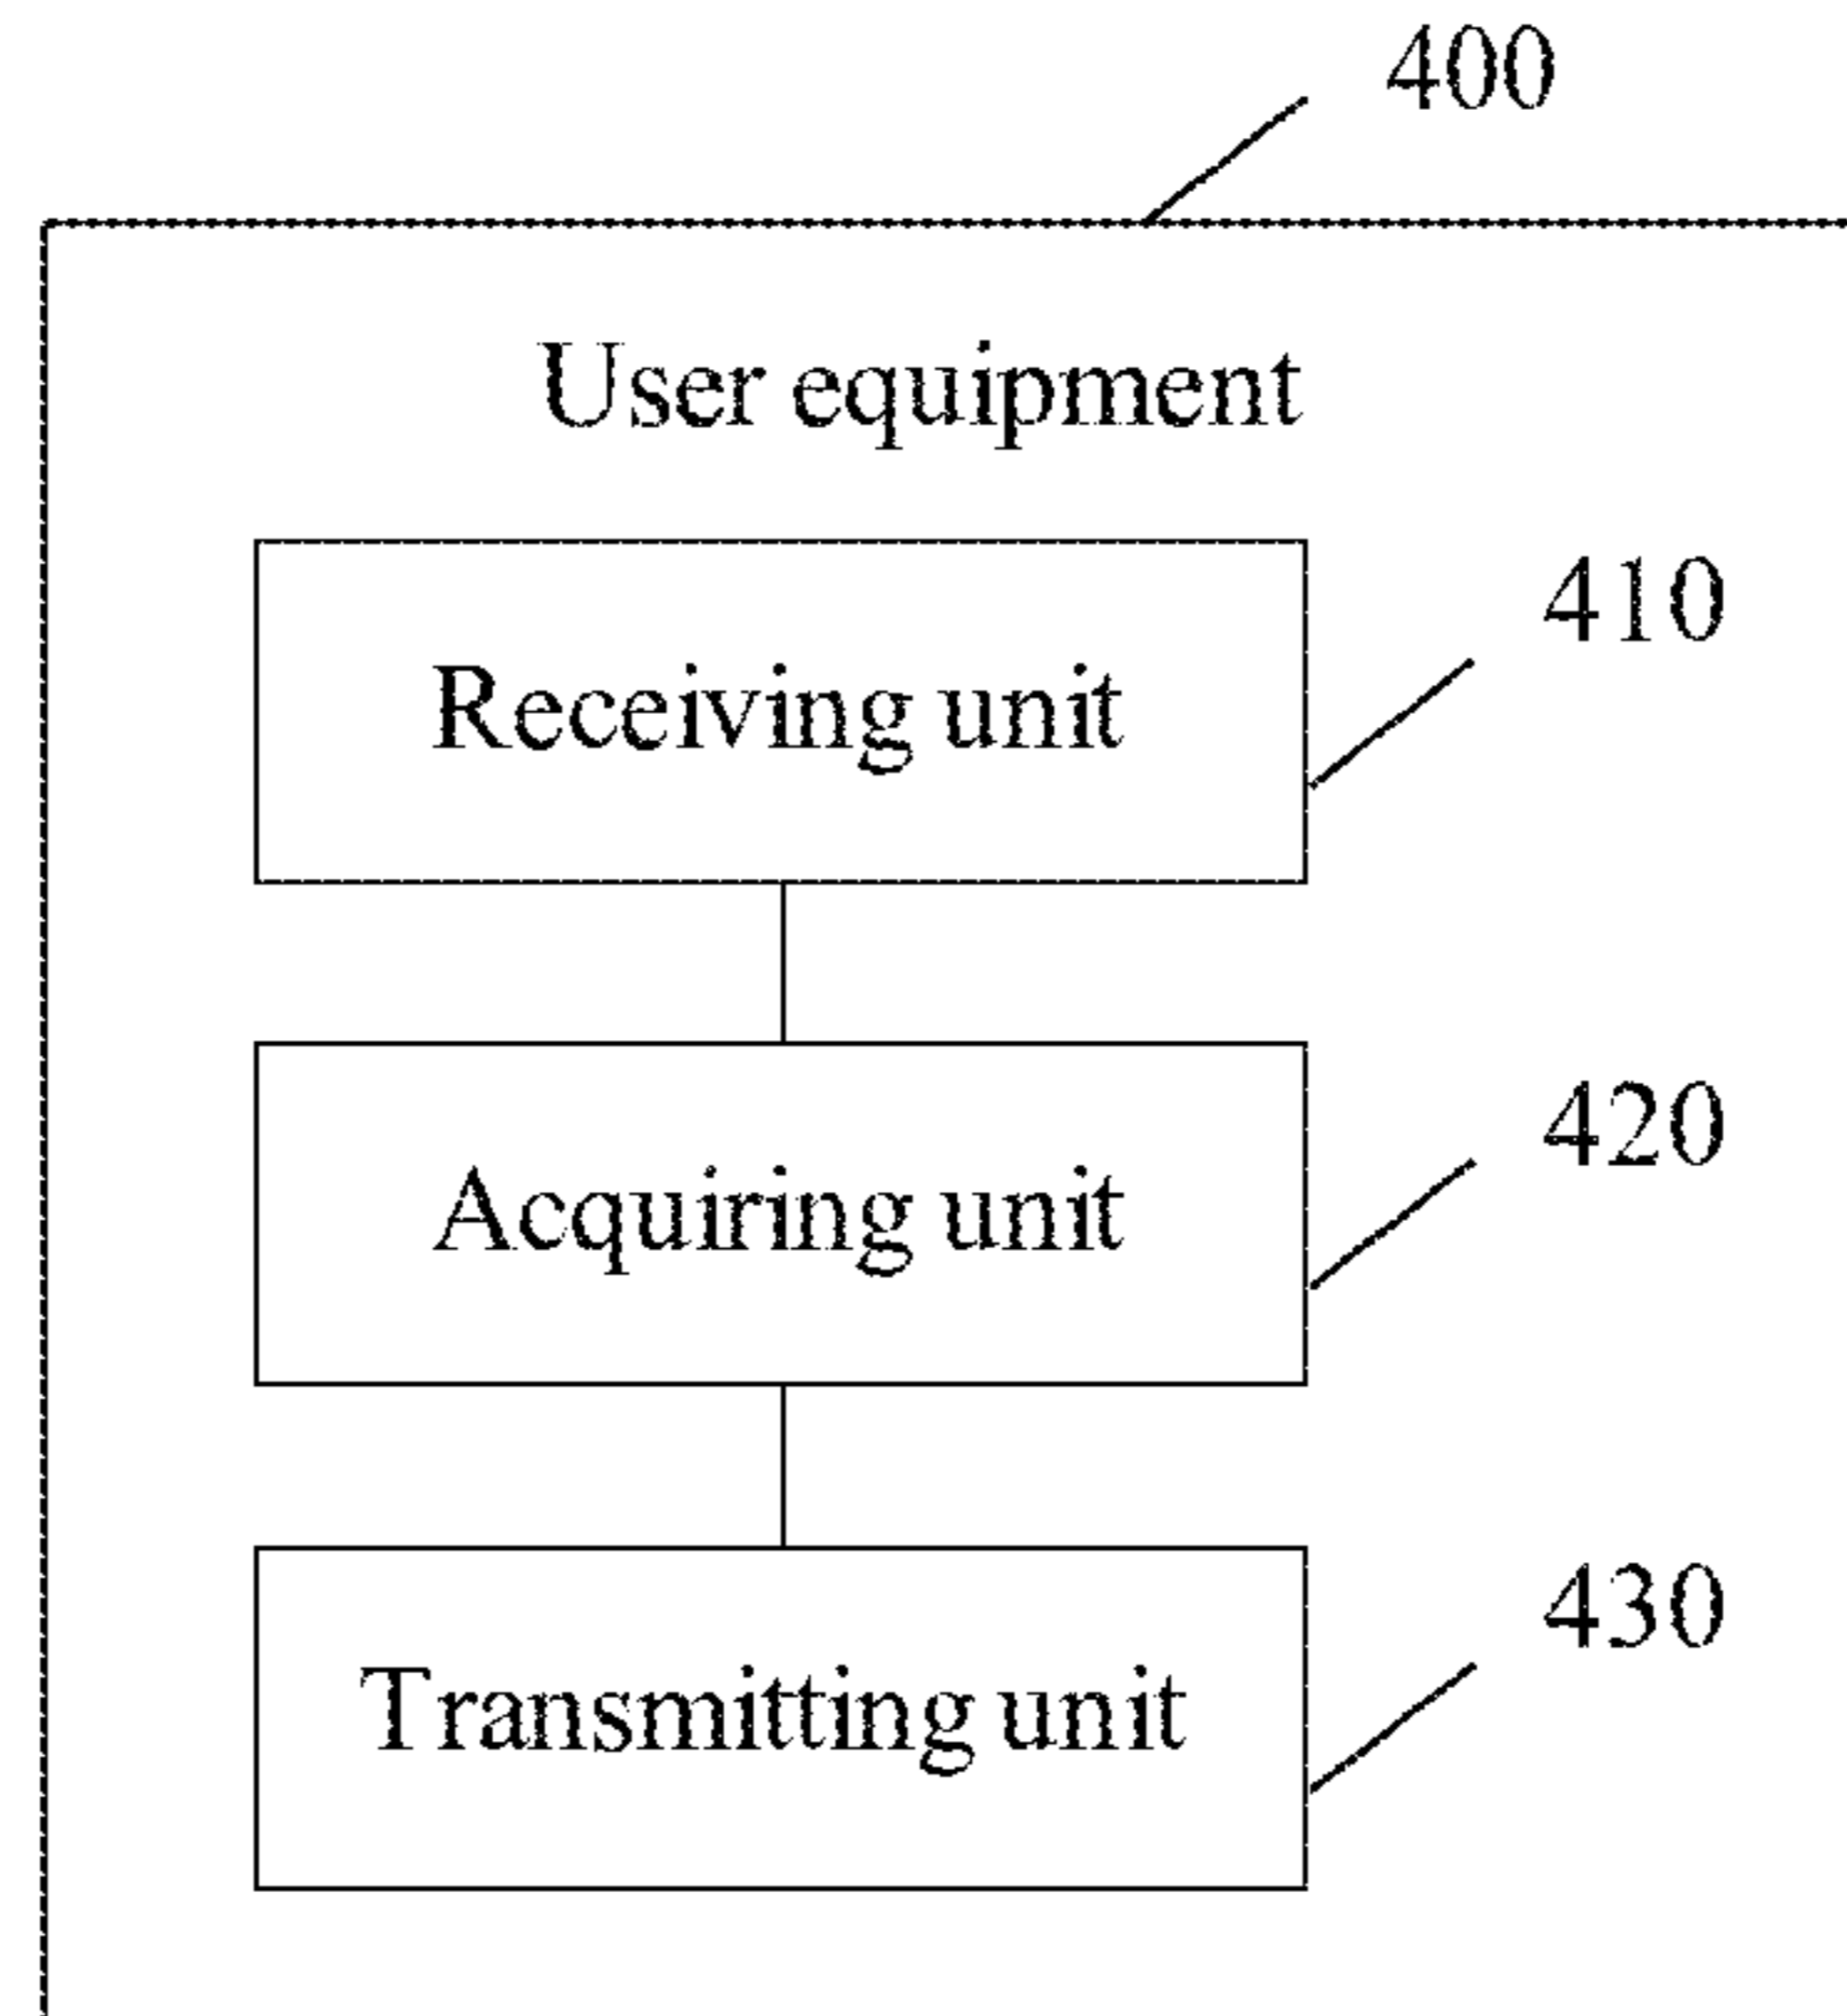 400
User equipment
410
Receiving unit
420
Acquiring unit
430
Transmitting unit